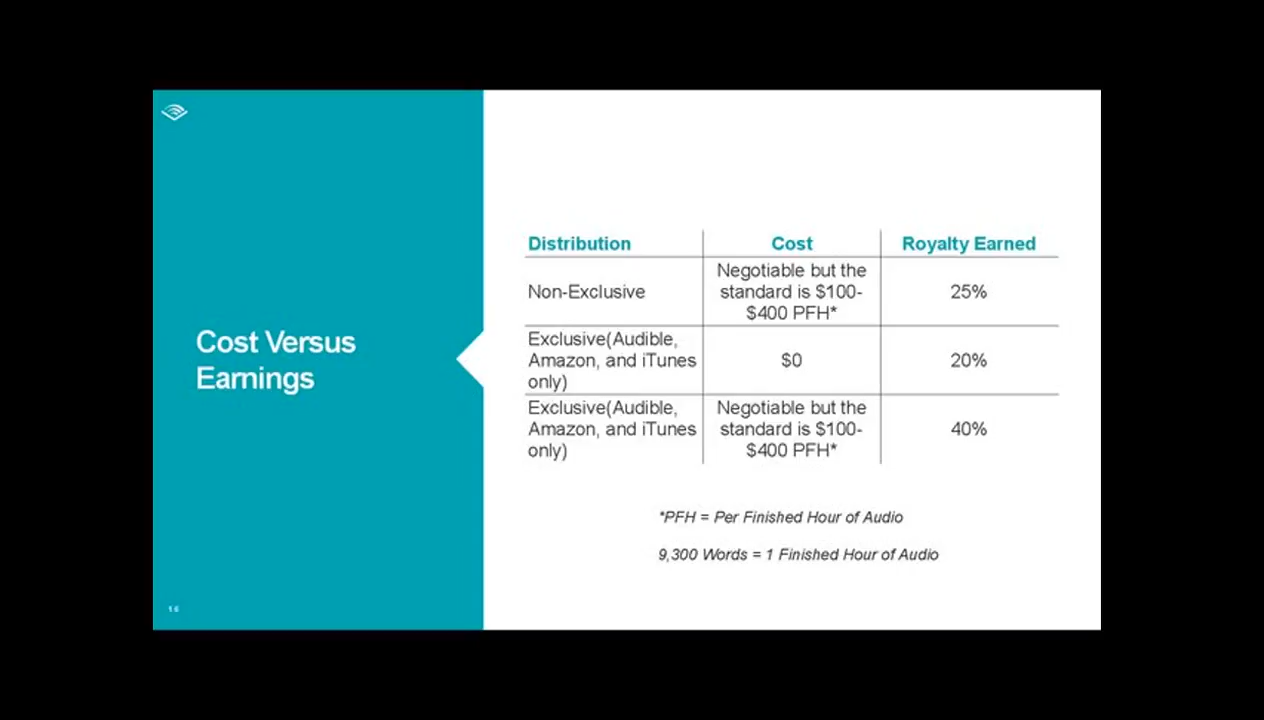 Cost Versus
Earnings
Distribution Cost Royalty Earned
Non-Exclusive
Negotiable but the
standard is $100-
$400 PFH*
25%
Exclusive(Audible,
Amazon, and iTunes
only)
$0
20%
Exclusive(Audible,
Amazon, and iTunes
only)
Negotiable but the
standard is $100-
$400 PFH*
40%
*PFH = Per Finished Hour of Audio
9,300 Words = 1 Finished Hour of Audio
16